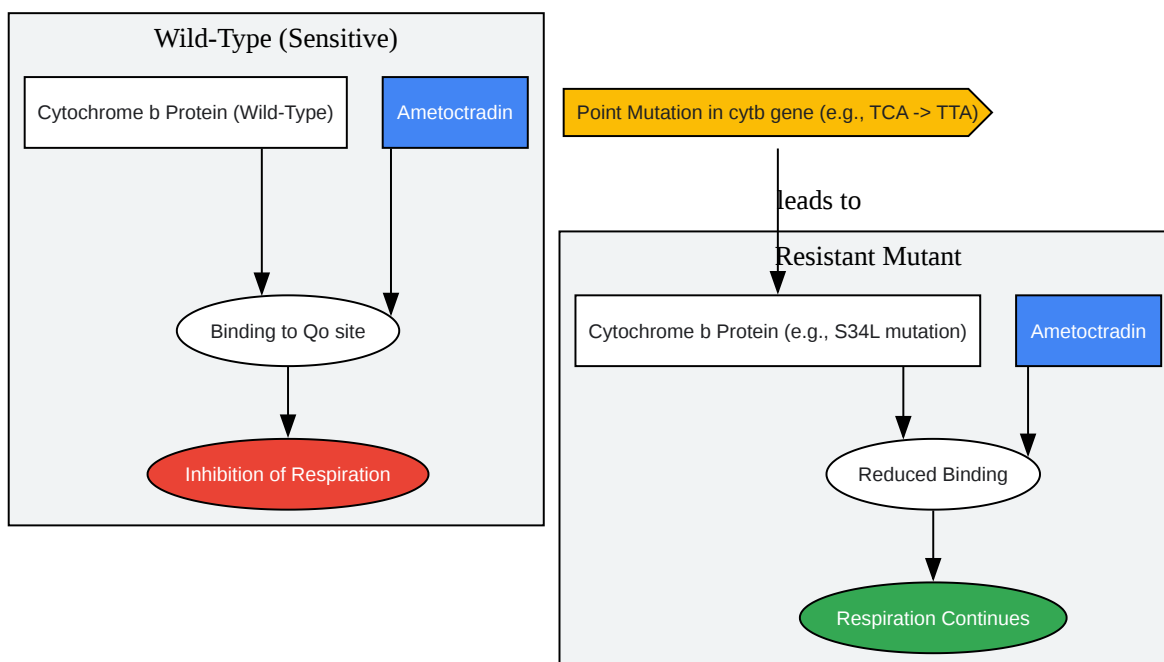 Wild-Type (Sensitive)
Cytochrome b Protein (Wild-Type)
Ametoctradin
Binding to Qo site
Inhibition of Respiration
Point Mutation in cytb gene (e.g., TCA -> TTA)
leads to
Resistant Mutant
Cytochrome b Protein (e.g., S34L mutation)
Ametoctradin
Reduced Binding
Respiration Continues